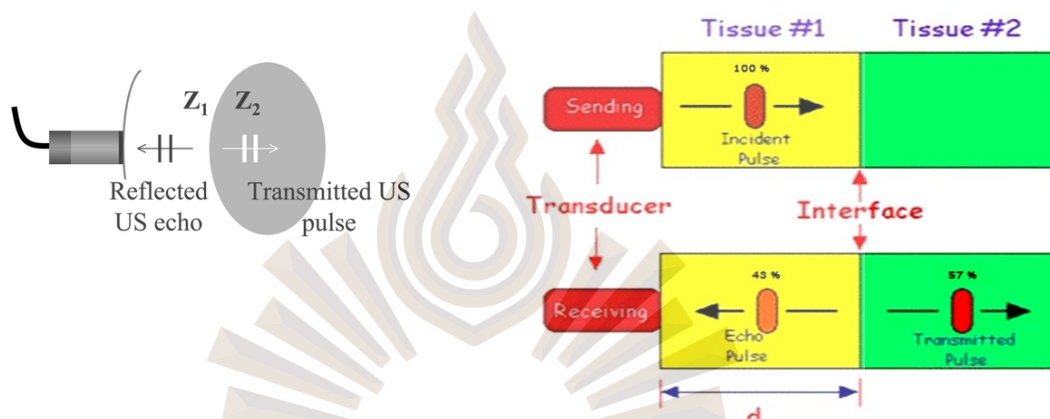 Z1 Z2
Reflected
US echo
Transmitted US
pulse
Tissue #1
Tissue #2
Sending
100 %
Incident
Pulse
Transducer
Interface
Receiving
43 %
Echo
Pulse
57 %
Transmitted
Pulse
d